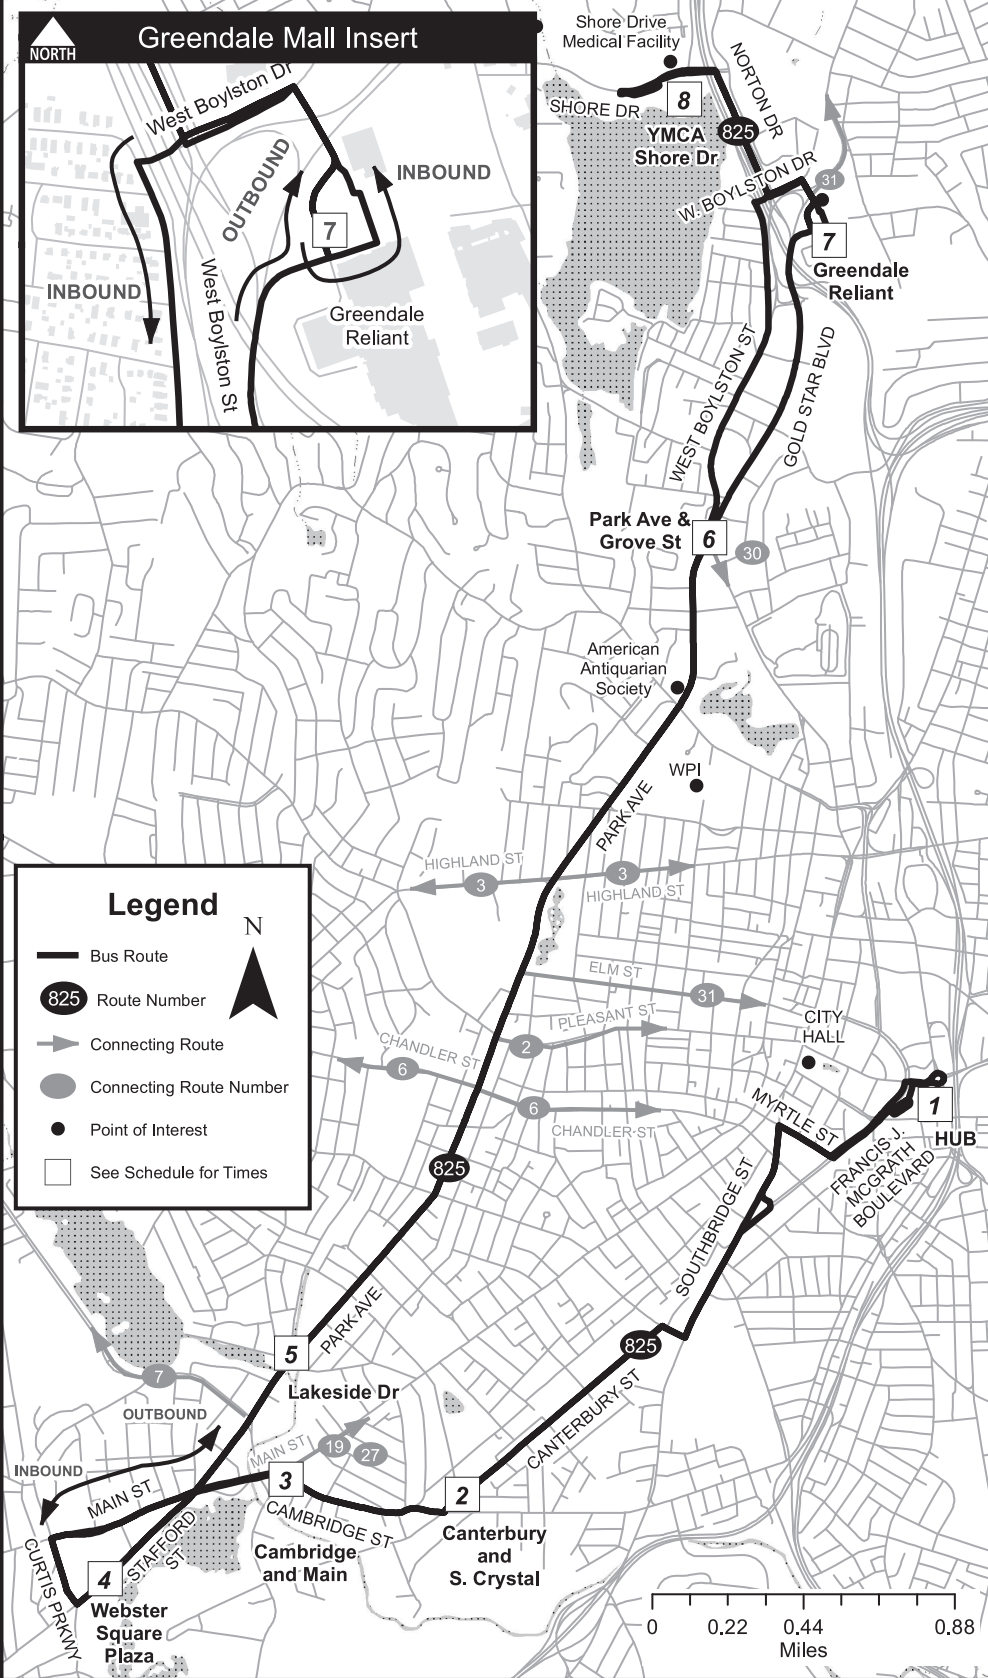 Greendale Mall Insert
NORTH
West Boylston Dr
OUTBOUND
INBOUND
INBOUND
7
West Boylston St
Greendale
Reliant
Shore Drive
Medical Facility
SHORE DR
8
YMCA
Shore Dr
NORTON DR
825
W. BOYLSTON DR
31
7
Greendale
Reliant
WEST BOYLSTON ST
GOLD STAR BLVD
Park Ave &
Grove St
6
30
American
Antiquarian
Society
WPI
PARK AVE
HIGHLAND ST
3
3
HIGHLAND ST
ELM ST
31
PLEASANT ST
2
CHANDLER ST
6
6
CHANDLER ST
CITY
HALL
MYRTLE ST
1
HUB
FRANCIS J.
MCGRATH
BOULEVARD
825
SOUTHBRIDGE ST
Legend
N
Bus Route
825
Route Number
Connecting Route
Connecting Route Number
Point of Interest
See Schedule for Times
PARK AVE
5
Lakeside Dr
825
CANTERBURY ST
7
OUTBOUND
INBOUND
MAIN ST
19
27
MAIN ST
3
2
CAMBRIDGE ST
Canterbury
and
S. Crystal
Cambridge
and Main
STAFFORD
ST
CURTIS PRKWY
4
Webster
Square
Plaza
0
0.22
0.44
0.88
Miles